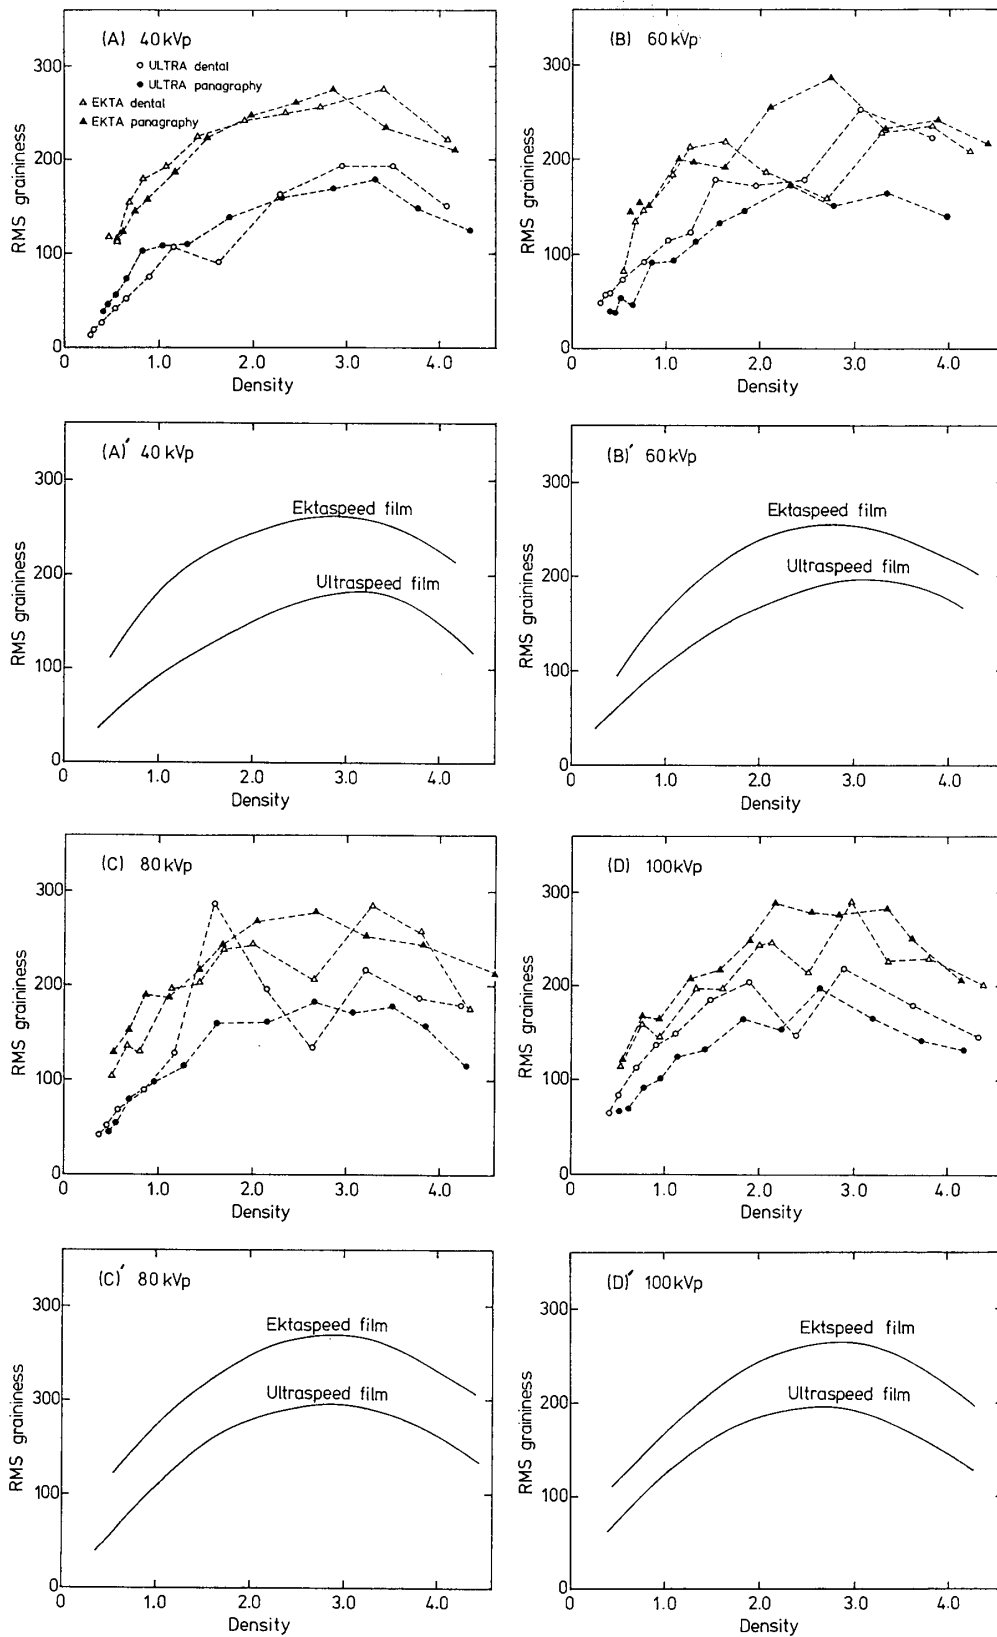 (A) 40 kVp
ULTRA dental
ULTRA panagraphy
EKTA dental
EKTA panagraphy
RMS graininess
300
200
100
0
0 1.0 2.0 3.0 4.0
Density
(B) 60 kVp
RMS graininess
300
200
100
0
0 1.0 2.0 3.0 4.0
Density
(A)′ 40 kVp
Ektaspeed film
Ultraspeed film
RMS graininess
300
200
100
0
0 1.0 2.0 3.0 4.0
Density
(B)′ 60 kVp
Ektaspeed film
Ultraspeed film
RMS graininess
300
200
100
0
0 1.0 2.0 3.0 4.0
Density
(C) 80 kVp
RMS graininess
300
200
100
0
0 1.0 2.0 3.0 4.0
Density
(D) 100 kVp
RMS graininess
300
200
100
0
0 1.0 2.0 3.0 4.0
Density
(C)′ 80 kVp
Ektaspeed film
Ultraspeed film
RMS graininess
300
300
100
0
0 1.0 2.0 3.0 4.0
Density
(D)′ 100 kVp
Ektspeed film
Ultraspeed film
RMS graininess
300
200
100
0
0 1.0 2.0 3.0 4.0
Density